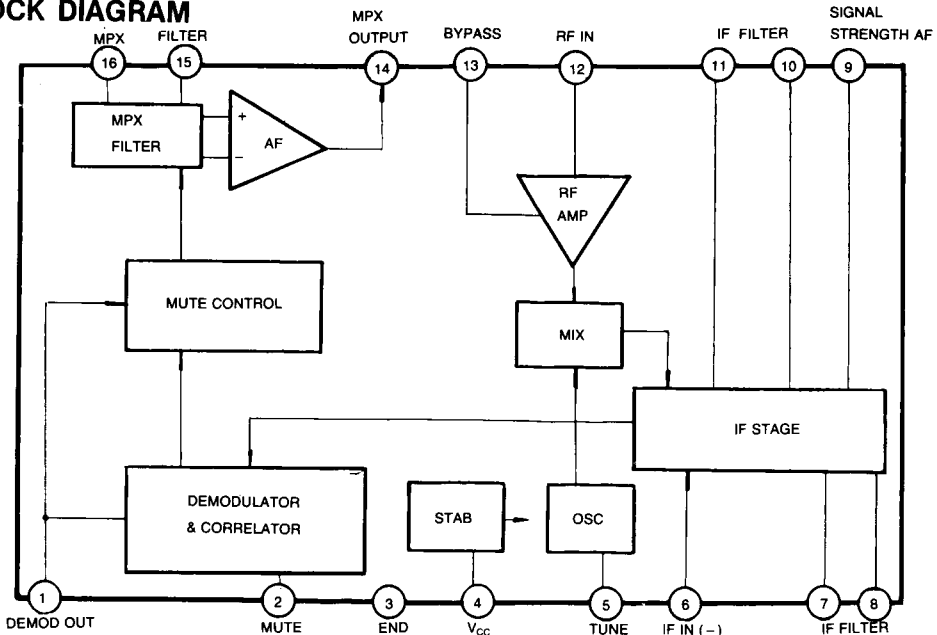 OCK DIAGRAM
MPX
FILTER
MPX
OUTPUT
BYPASS
RF IN
IF FILTER
SIGNAL
STRENGTH AF
16
15
14
13
12
11
10
9
MPX
FILTER
+
−
AF
RF
AMP
MUTE CONTROL
MIX
IF STAGE
DEMODULATOR
& CORRELATOR
STAB
OSC
1
2
3
4
5
6
7
8
DEMOD OUT
MUTE
END
VCC
TUNE
IF IN (−)
IF FILTER